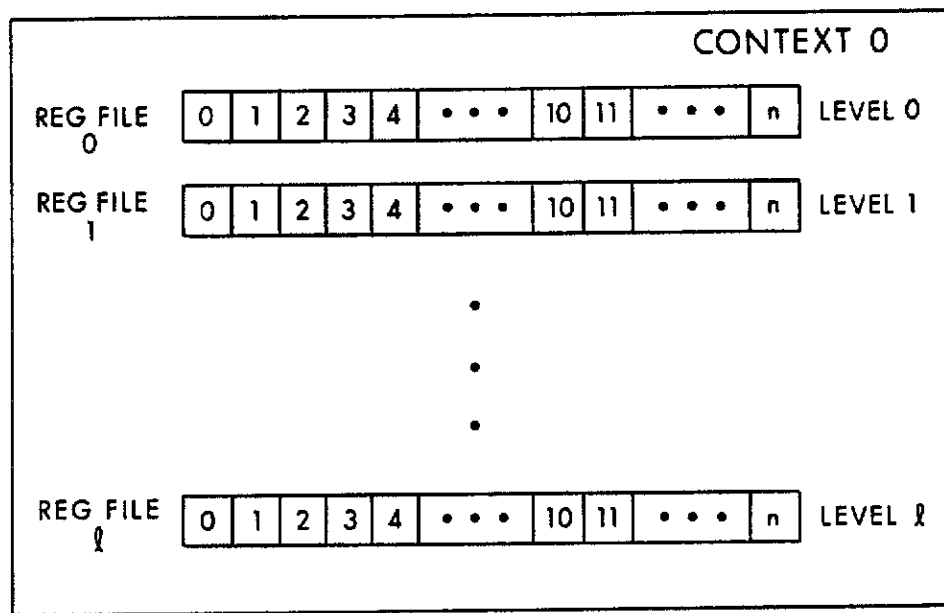 CONTEXT 0
REG FILE 0 0 1 2 3 4 • • • 10 11 • • • n LEVEL 0
REG FILE 1 0 1 2 3 4 • • • 10 11 • • • n LEVEL 1
REG FILE ℓ 0 1 2 3 4 • • • 10 11 • • • n LEVEL ℓ